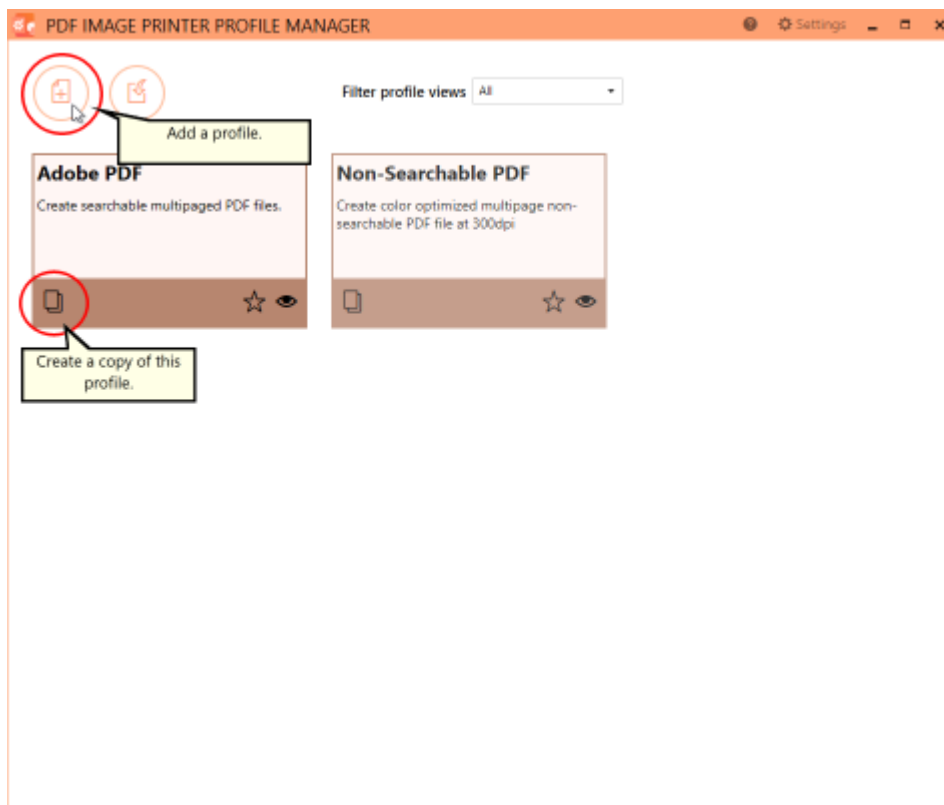 PDF IMAGE PRINTER PROFILE MANAGER
Settings
Filter profile views All
Add a profile.
Adobe PDF
Create searchable multipaged PDF files.
Non-Searchable PDF
Create color optimized multipage non-
searchable PDF file at 300dpi
Create a copy of this
profile.